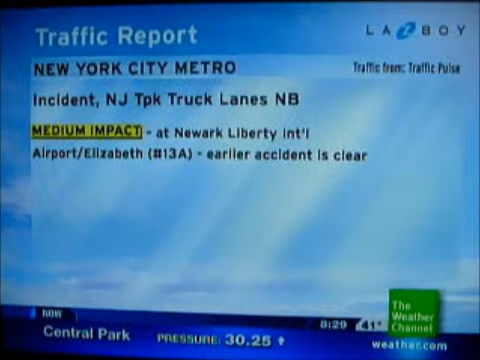 Traffic Report
LA Z BOY
NEW YORK CITY METRO
Traffic from: Traffic Pulse
Incident, NJ Tpk Truck Lanes NB
MEDIUM IMPACT - at Newark Liberty Int'l
Airport/Elizabeth (#13A) - earlier accident is clear
The
Weather
Channel
NOW
8:29 41°
Central Park
PRESSURE: 30.25 ↑
weather.com